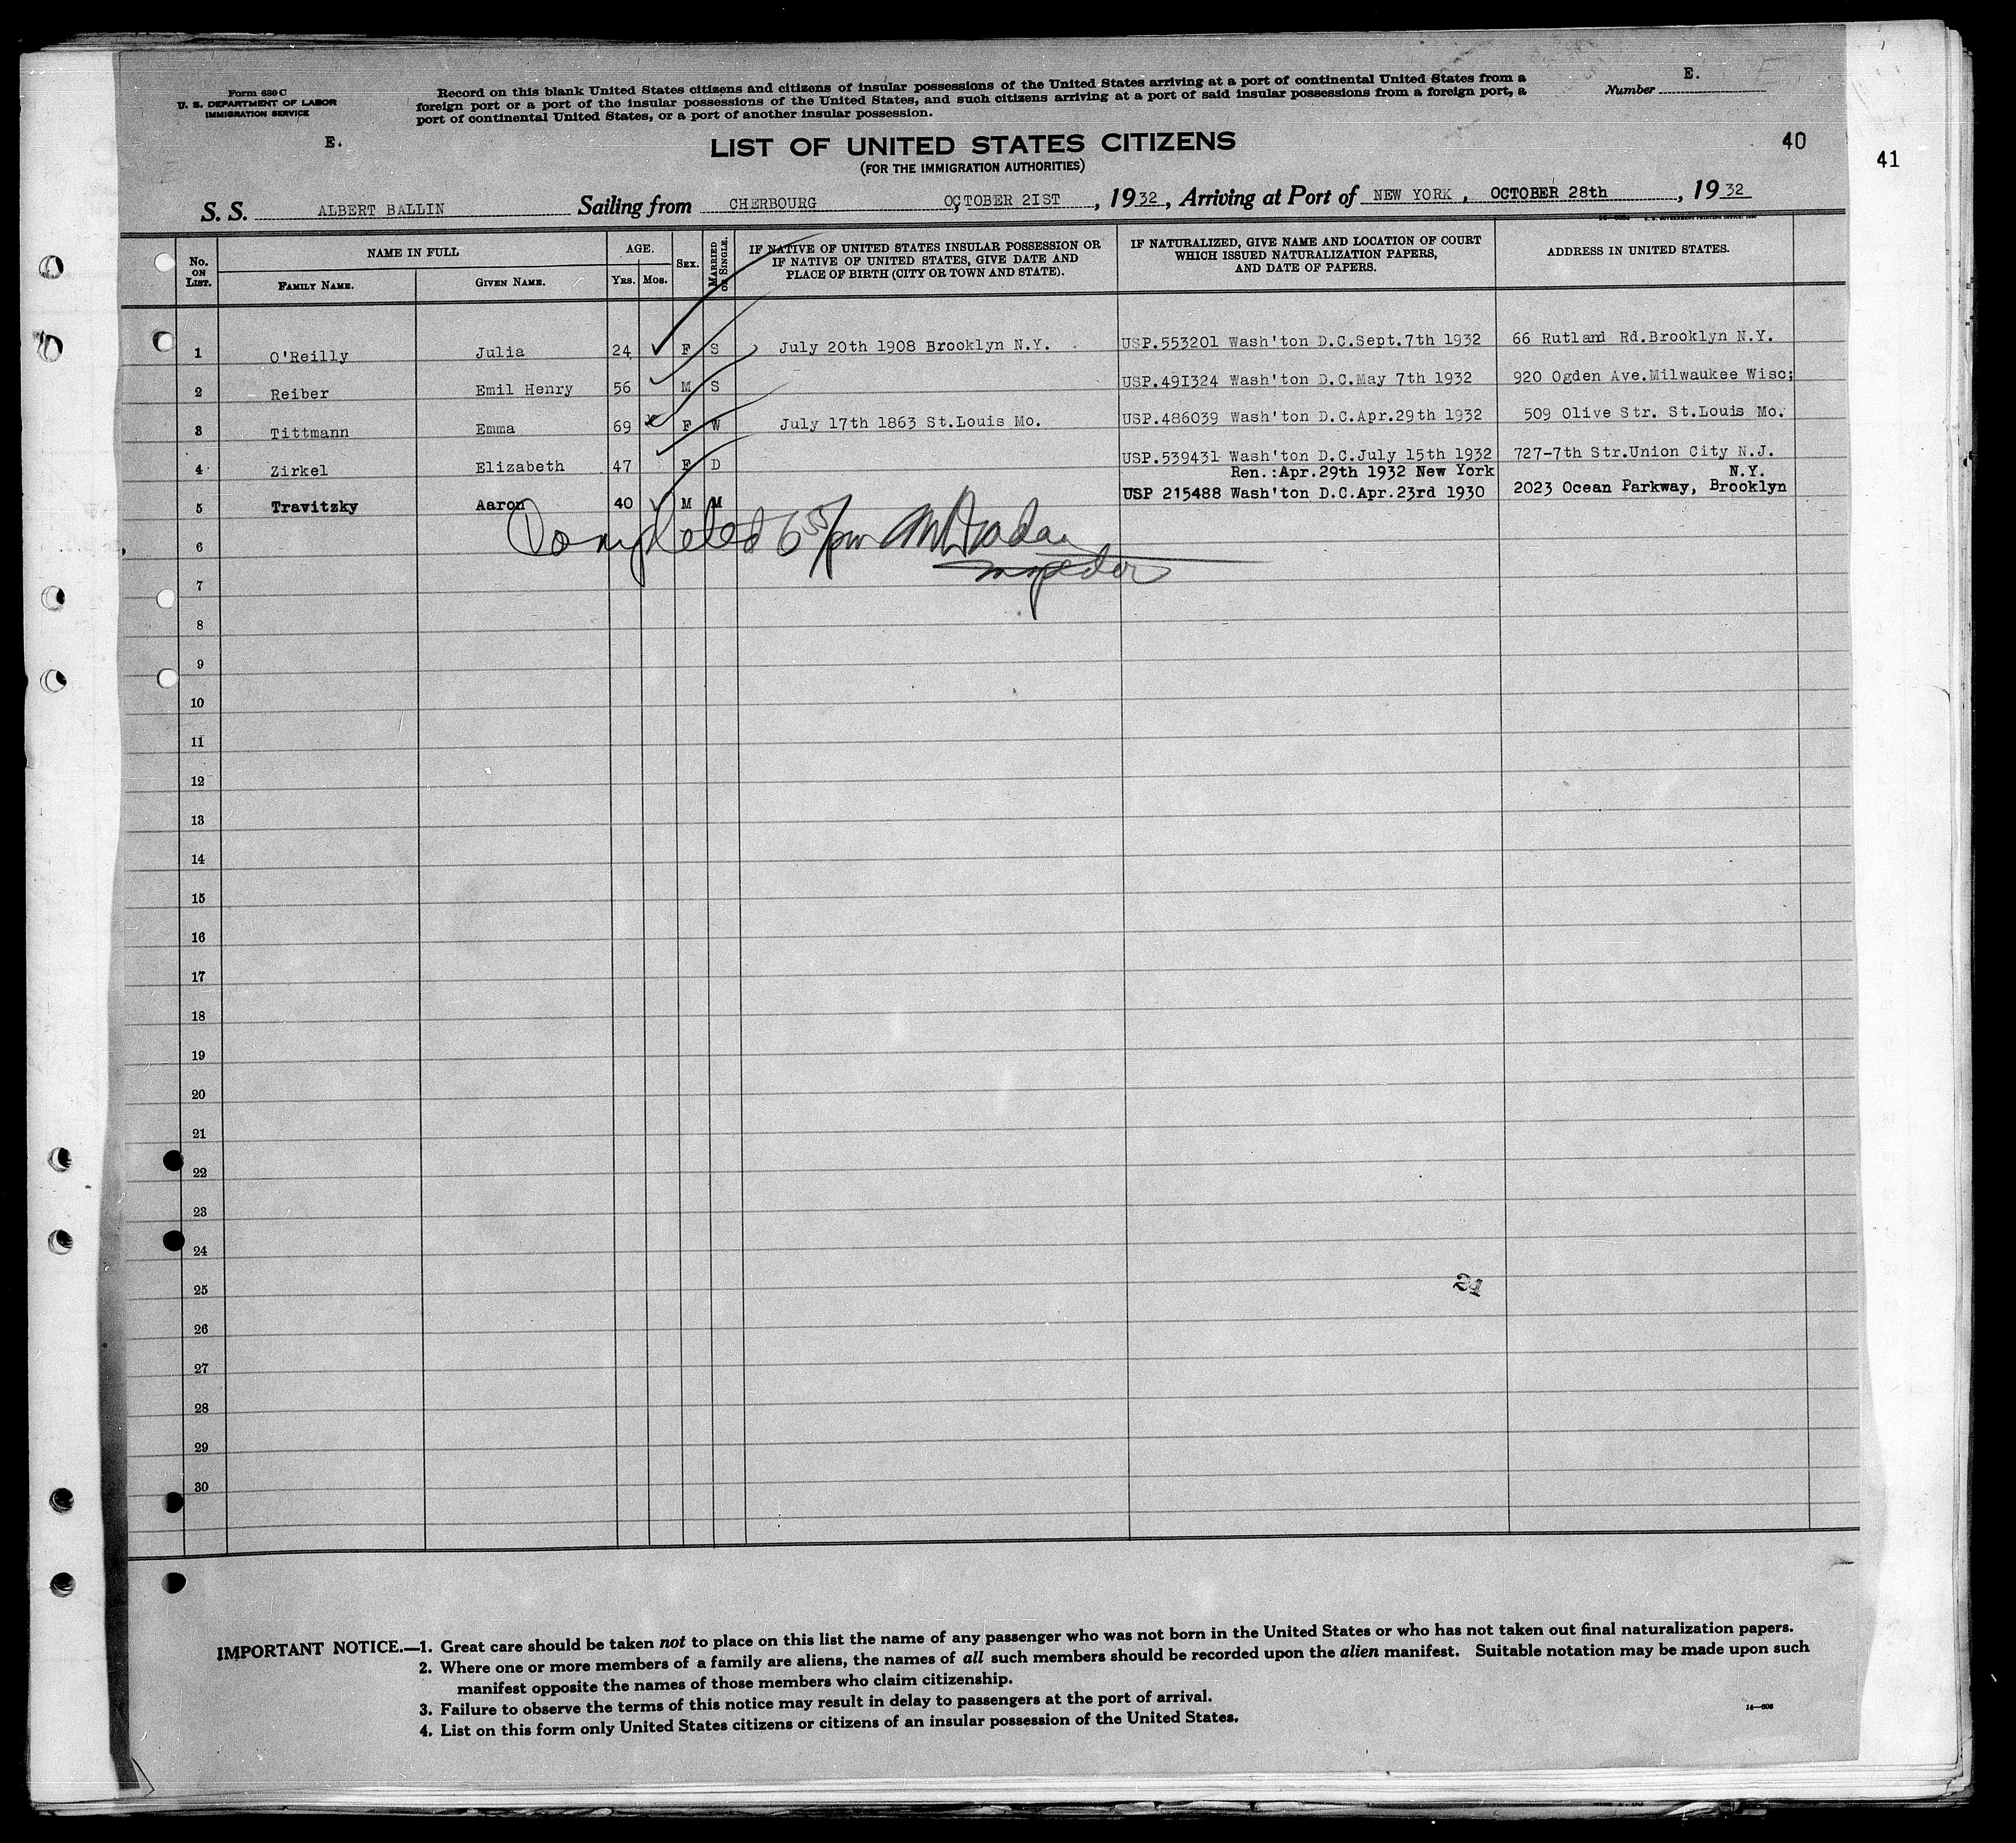 Form 630 C
U. S. DEPARTMENT OF LABOR
IMMIGRATION SERVICE
E.
Record on this blank United States citizens and citizens of insular possessions of the United States arriving at a port of continental United States from a
foreign port or a port of the insular possessions of the United States, and such citizens arriving at a port of said insular possessions from a foreign port, a
port of continental United States, or a port of another insular possession.
E.
Number
LIST OF UNITED STATES CITIZENS
(FOR THE IMMIGRATION AUTHORITIES)
40
41
S. S. ALBERT BALLIN Sailing from CHERBOURG , OCTOBER 21ST , 1932, Arriving at Port of NEW YORK , OCTOBER 28th , 1932
No. ON LIST. NAME IN FULL AGE. SEX. MARRIED OR SINGLE. IF NATIVE OF UNITED STATES INSULAR POSSESSION OR IF NATIVE OF UNITED STATES, GIVE DATE AND PLACE OF BIRTH (CITY OR TOWN AND STATE). IF NATURALIZED, GIVE NAME AND LOCATION OF COURT WHICH ISSUED NATURALIZATION PAPERS, AND DATE OF PAPERS. ADDRESS IN UNITED STATES.
FAMILY NAME. GIVEN NAME. YRS. MOS.
1 O'Reilly Julia 24 F S July 20th 1908 Brooklyn N.Y. USP.553201 Wash'ton D.C.Sept.7th 1932 66 Rutland Rd.Brooklyn N.Y.
2 Reiber Emil Henry 56 M S USP.491324 Wash'ton D.C.May 7th 1932 920 Ogden Ave.Milwaukee Wisc;
3 Tittmann Emma 69 F W July 17th 1863 St.Louis Mo. USP.486039 Wash'ton D.C.Apr.29th 1932 509 Olive Str. St.Louis Mo.
4 Zirkel Elizabeth 47 F D USP.539431 Wash'ton D.C.July 15th 1932 727-7th Str.Union City N.J.
Ren.:Apr.29th 1932 New York N.Y.
5 Travitzky Aaron 40 M M USP 215488 Wash'ton D.C.Apr.23rd 1930 2023 Ocean Parkway, Brooklyn
Completed 6 55/pm
Inspector
6
7
8
9
10
11
12
13
14
15
16
17
18
19
20
21
22
23
24
25
26
27
28
29
30
IMPORTANT NOTICE.—1. Great care should be taken not to place on this list the name of any passenger who was not born in the United States or who has not taken out final naturalization papers.
2. Where one or more members of a family are aliens, the names of all such members should be recorded upon the alien manifest. Suitable notation may be made upon such
manifest opposite the names of those members who claim citizenship.
3. Failure to observe the terms of this notice may result in delay to passengers at the port of arrival.
4. List on this form only United States citizens or citizens of an insular possession of the United States.